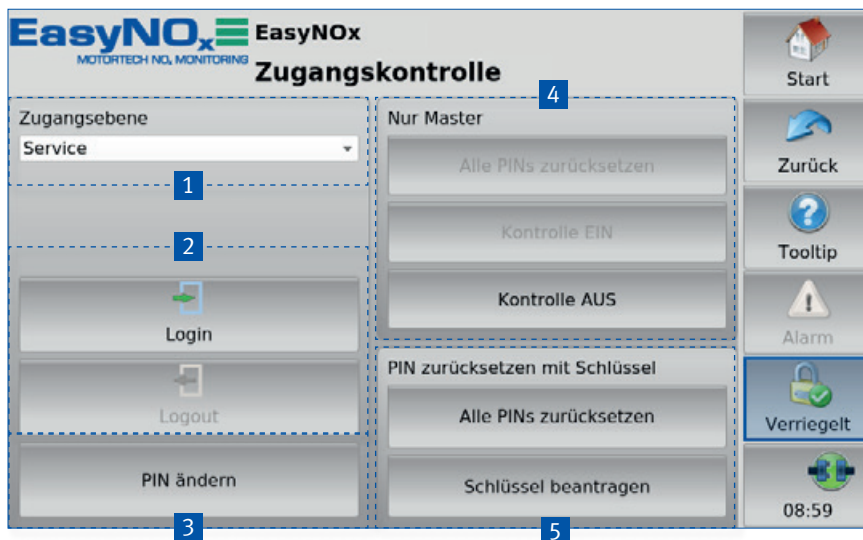 EasyNOx EasyNOx
MOTORTECH NOx MONITORING
Zugangskontrolle
Zugangsebene
Service
1
2
Login
Logout
PIN ändern
3
4
Nur Master
Alle PINs zurücksetzen
Kontrolle EIN
Kontrolle AUS
PIN zurücksetzen mit Schlüssel
Alle PINs zurücksetzen
Schlüssel beantragen
5
Start
Zurück
?
Tooltip
!
Alarm
Verriegelt
08:59